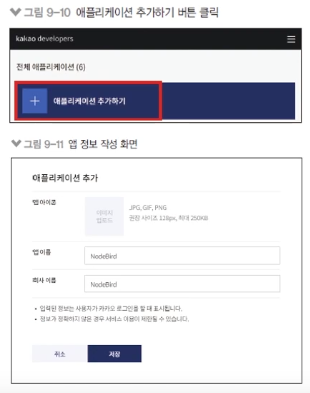 ▼ 그림 9-10 애플리케이션 추가하기 버튼 클릭
kakao developers
전체 애플리케이션 (6)
+ 애플리케이션 추가하기
▼ 그림 9-11 앱 정보 작성 화면
애플리케이션 추가
앱 아이콘
이미지
업로드
JPG, GIF, PNG
권장 사이즈 128px, 최대 250KB
앱 이름
NodeBird
회사 이름
NodeBird
• 입력된 정보는 사용자가 카카오 로그인을 할 때 표시됩니다.
• 정보가 정확하지 않은 경우 서비스 이용이 제한될 수 있습니다.
취소
저장